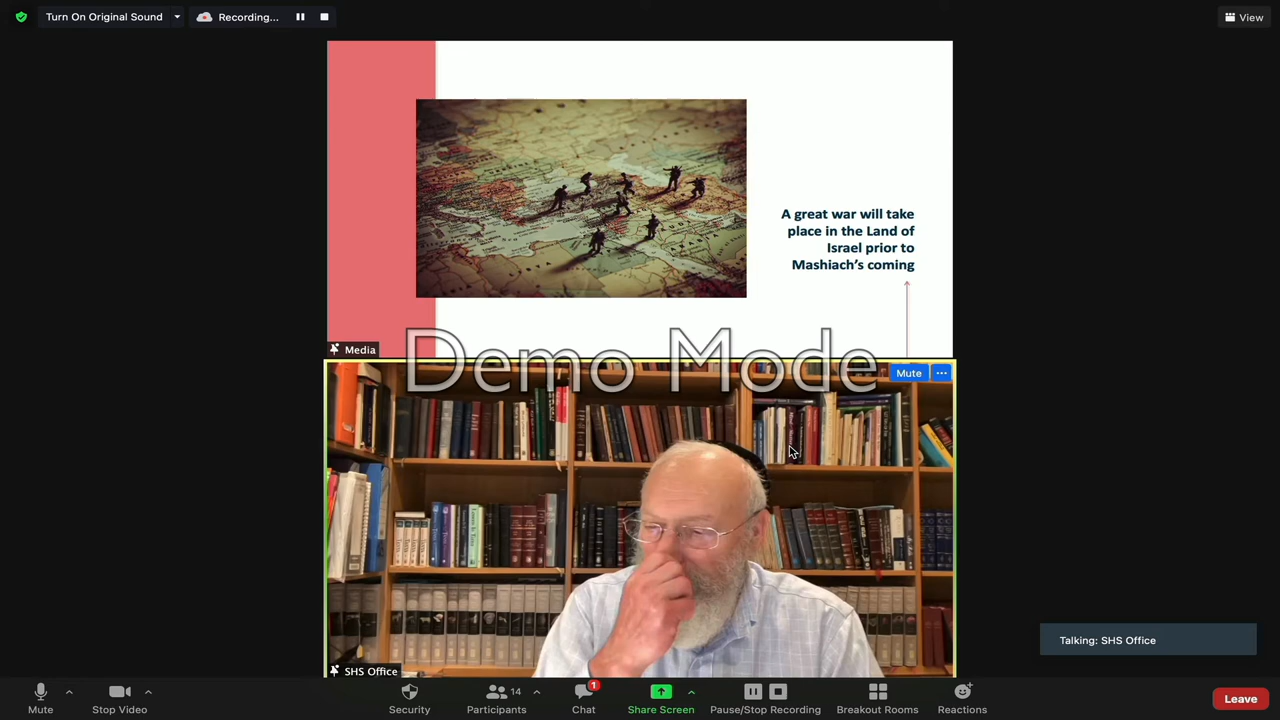 Turn On Original Sound
Recording...
View
A great war will take
place in the Land of
Israel prior to
Mashiach's coming
Media
Demo Mode
Mute
SHS Office
Talking: SHS Office
Mute
Stop Video
Security
14
Participants
1
Chat
Share Screen
Pause/Stop Recording
Breakout Rooms
Reactions
Leave